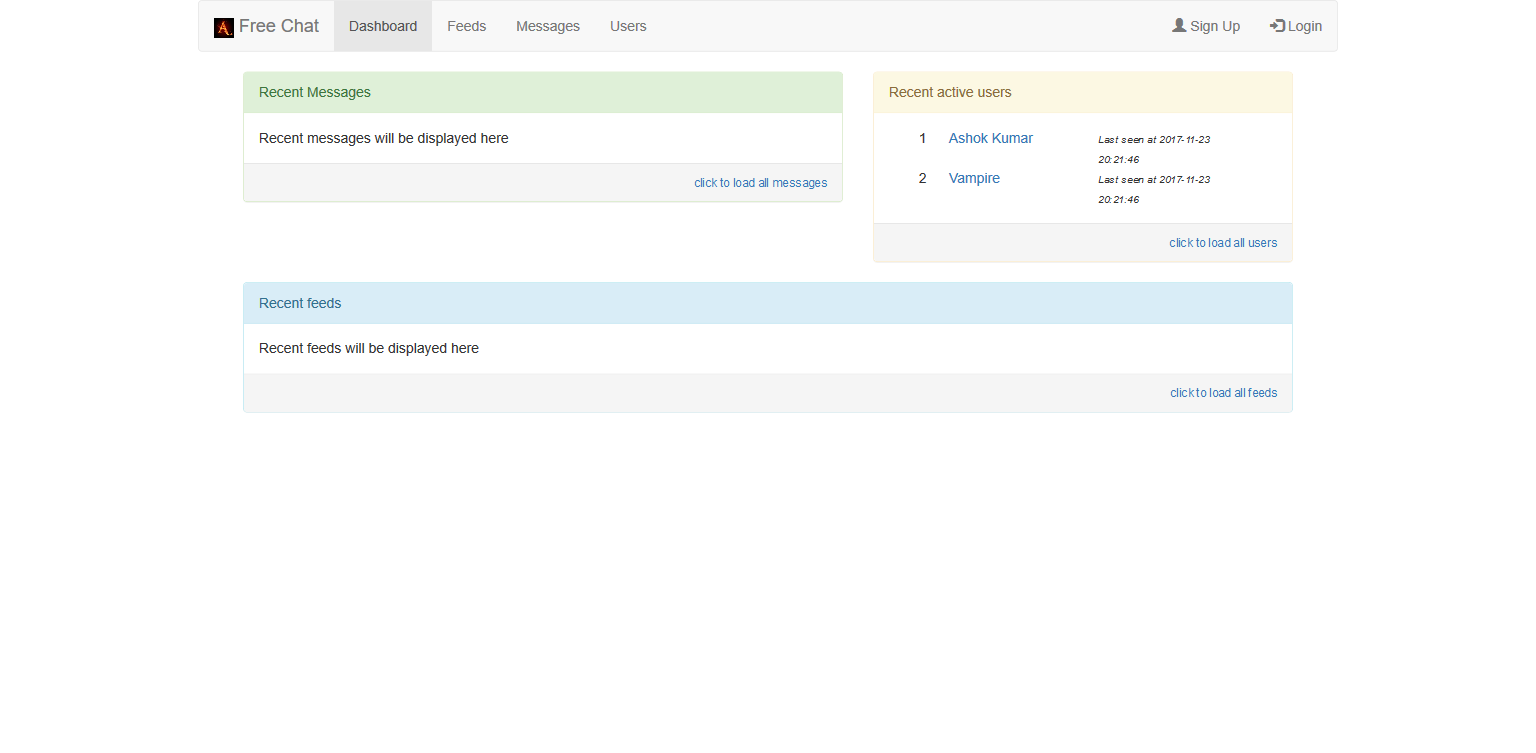 Free Chat Dashboard Feeds Messages Users Sign Up Login
Recent Messages
Recent messages will be displayed here
click to load all messages
Recent active users
1 Ashok Kumar Last seen at 2017-11-23
20:21:46
2 Vampire Last seen at 2017-11-23
20:21:46
click to load all users
Recent feeds
Recent feeds will be displayed here
click to load all feeds